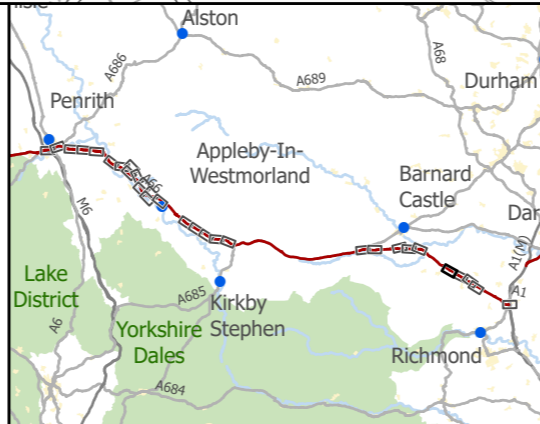 Alston
A686
A689
A68
Durham
Penrith
A66
Appleby-In-
Westmorland
Barnard
Castle
M6
A1(M)
A1
Lake
District
A6
A685
Kirkby
Stephen
Yorkshire
Dales
A684
Richmond